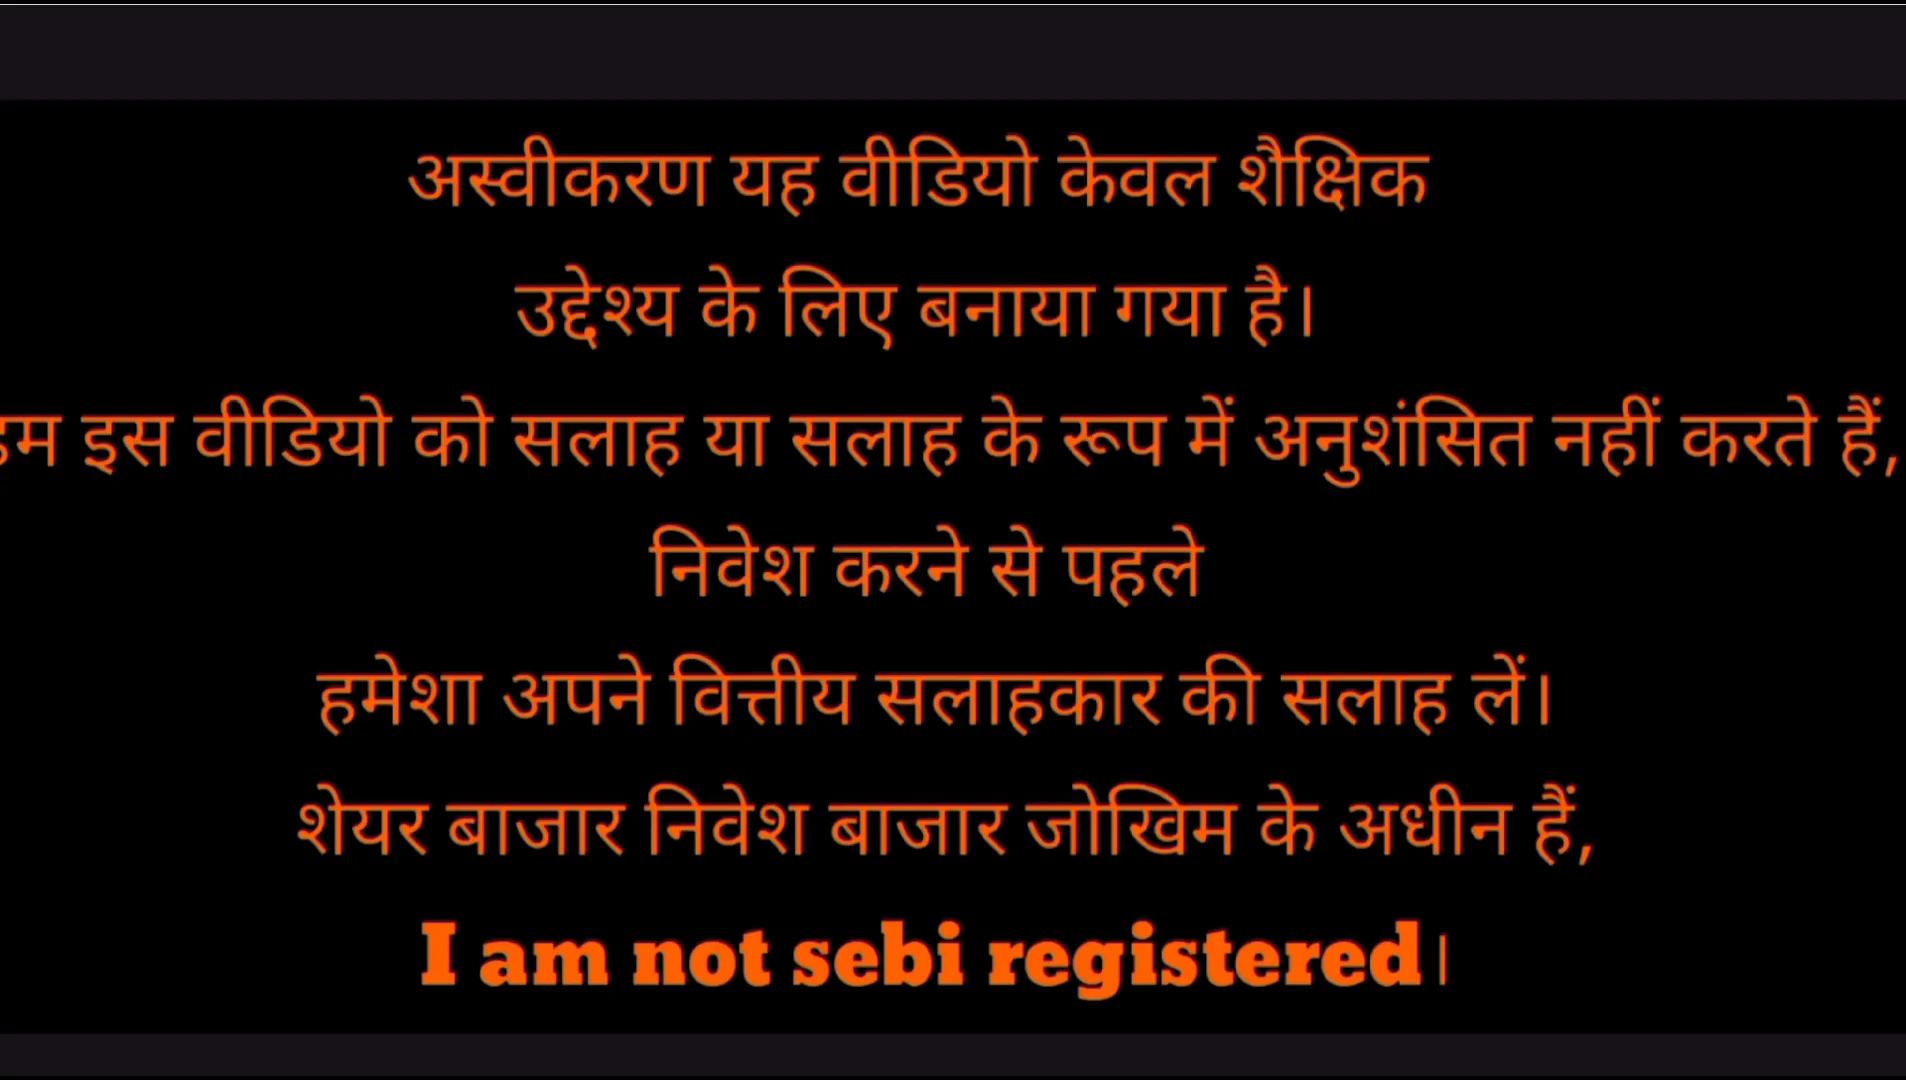 अस्वीकरण यह वीडियो केवल शैक्षिक
उद्देश्य के लिए बनाया गया है।
हम इस वीडियो को सलाह या सलाह के रूप में अनुशंसित नहीं करते हैं,
निवेश करने से पहले
हमेशा अपने वित्तीय सलाहकार की सलाह लें।
शेयर बाजार निवेश बाजार जोखिम के अधीन हैं,
I am not sebi registered।